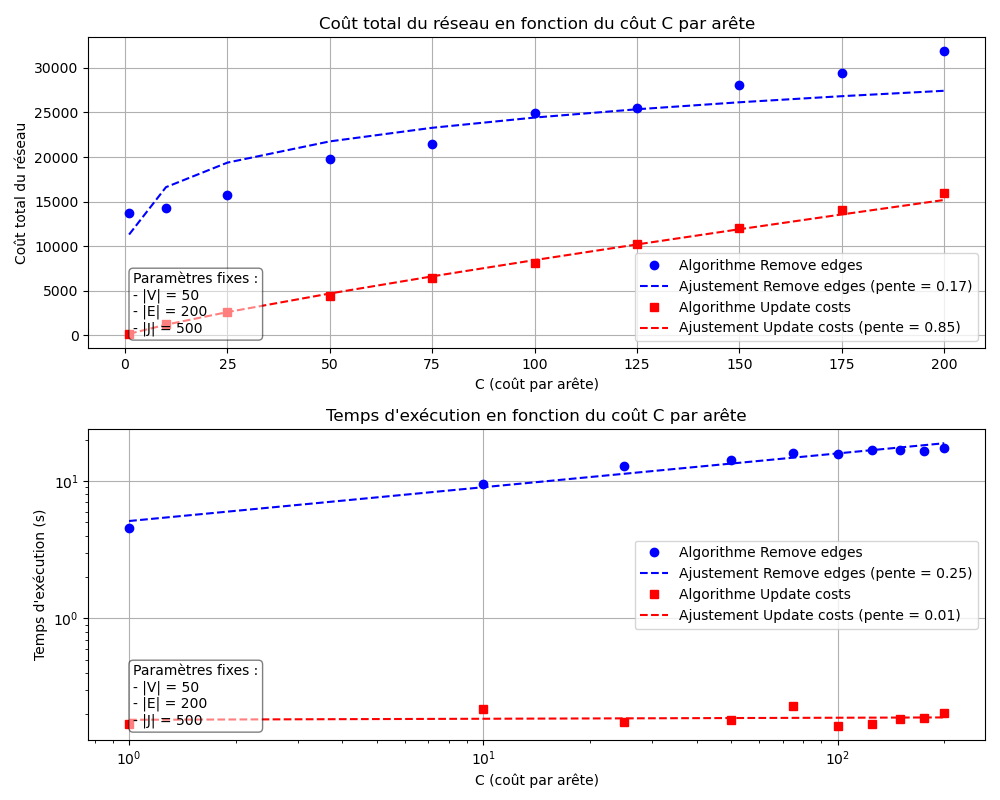 Coût total du réseau en fonction du côut C par arête
Coût total du réseau
30000
25000
20000
15000
10000
5000
0
Paramètres fixes :
- |V| = 50
- |E| = 200
- |J| = 500
Algorithme Remove edges
Ajustement Remove edges (pente = 0.17)
Algorithme Update costs
Ajustement Update costs (pente = 0.85)
0 25 50 75 100 125 150 175 200
C (coût par arête)
Temps d'exécution en fonction du coût C par arête
Temps d'exécution (s)
10¹
10⁰
Algorithme Remove edges
Ajustement Remove edges (pente = 0.25)
Algorithme Update costs
Ajustement Update costs (pente = 0.01)
Paramètres fixes :
- |V| = 50
- |E| = 200
- |J| = 500
10⁰ 10¹ 10²
C (coût par arête)